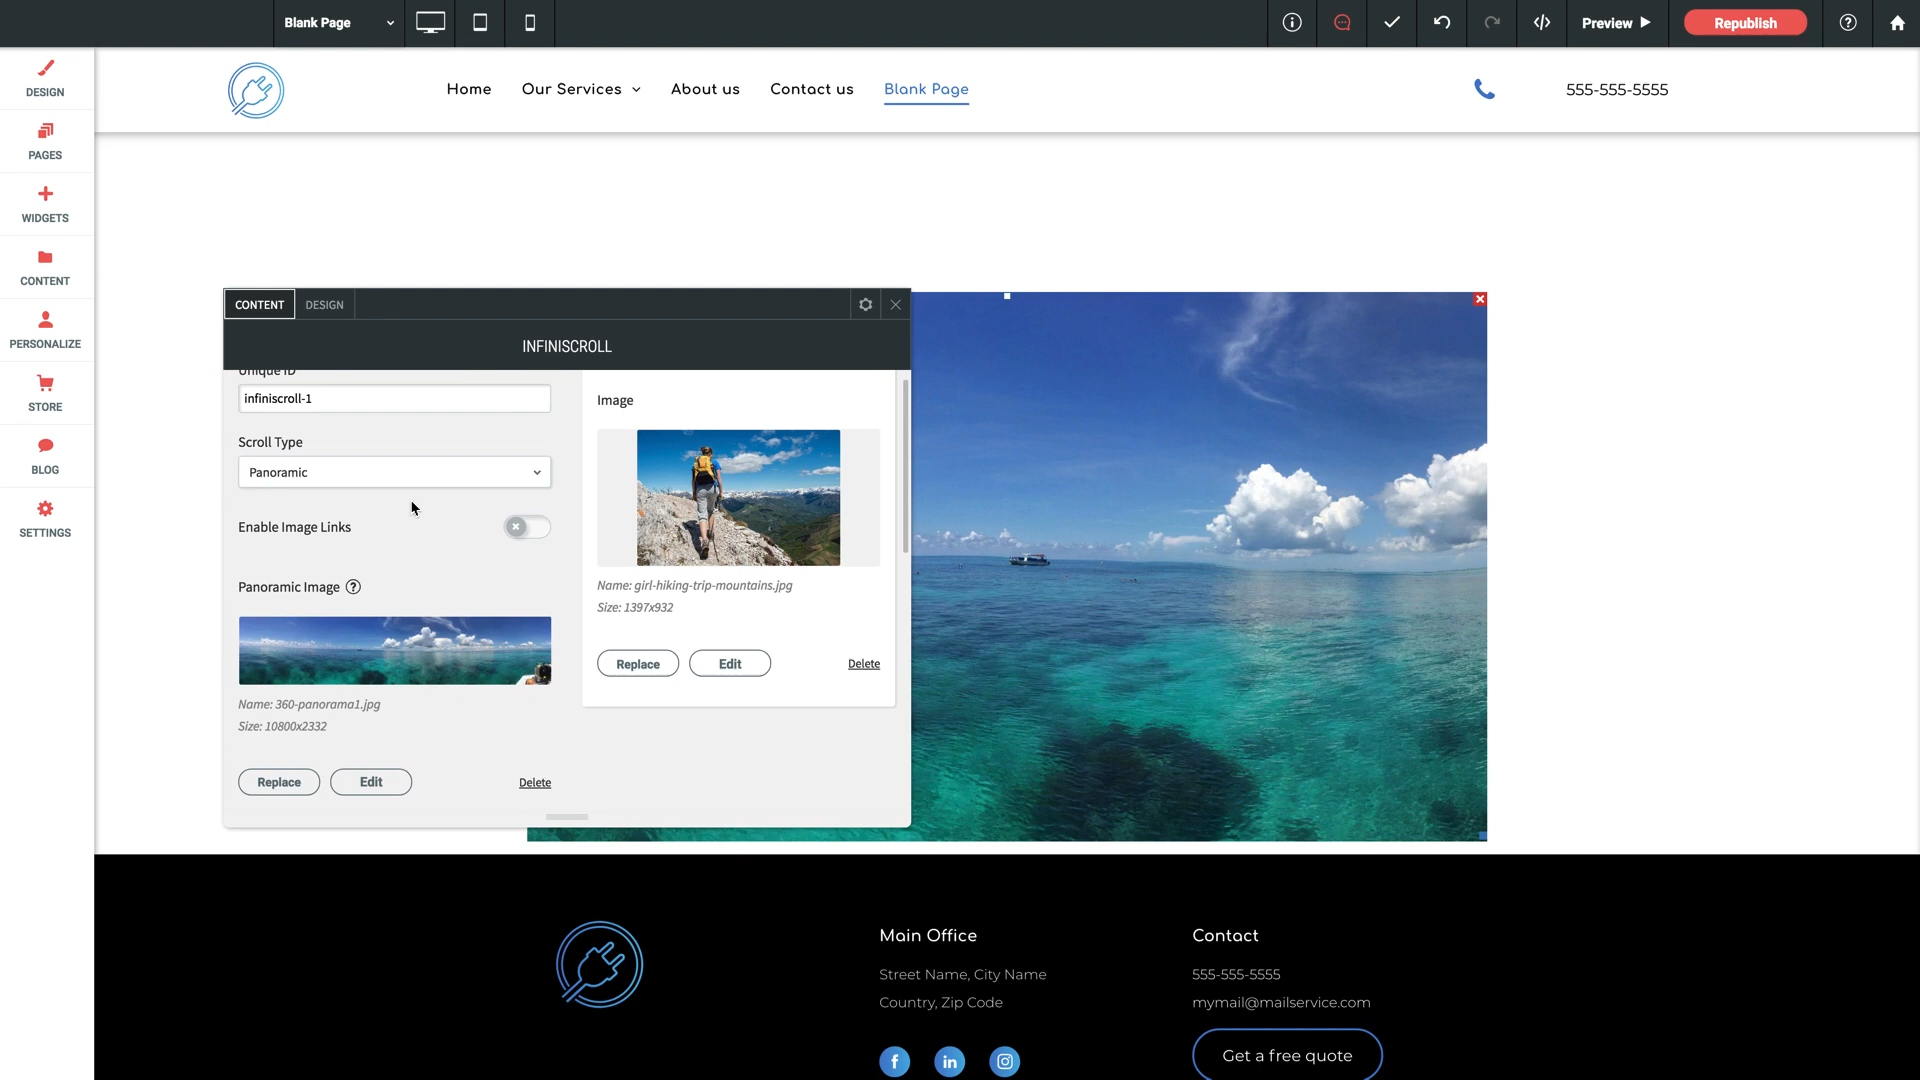 Blank Page
Preview
Republish
DESIGN
PAGES
WIDGETS
CONTENT
PERSONALIZE
STORE
BLOG
SETTINGS
Home
Our Services
About us
Contact us
Blank Page
555-555-5555
CONTENT
DESIGN
INFINISCROLL
Unique ID
infiniscroll-1
Scroll Type
Panoramic
Enable Image Links
Panoramic Image
Name: 360-panorama1.jpg
Size: 10800x2332
Replace
Edit
Delete
Image
Name: girl-hiking-trip-mountains.jpg
Size: 1397x932
Replace
Edit
Delete
Main Office
Street Name, City Name
Country, Zip Code
Contact
555-555-5555
mymail@mailservice.com
Get a free quote